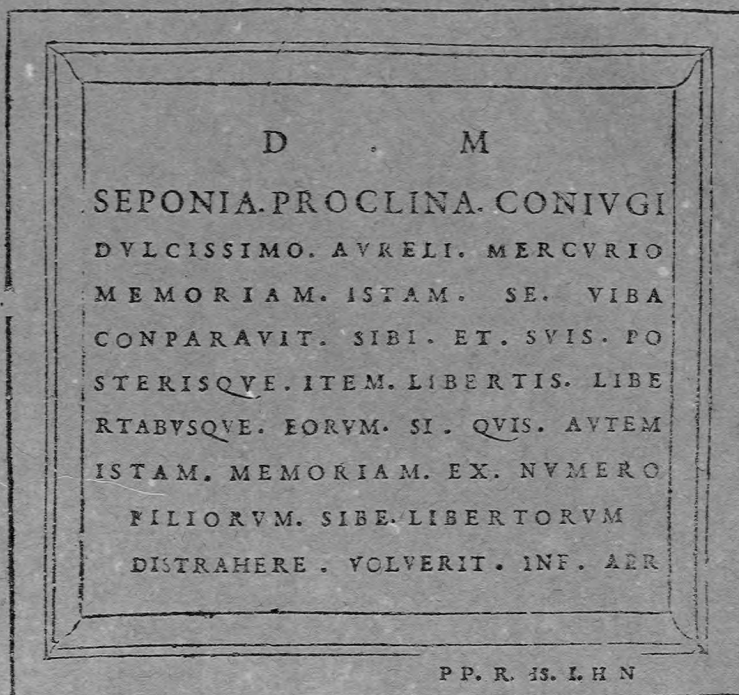 D . M
SEPONIA. PROCLINA. CONIVGI
DVLCISSIMO. AVRELI. MERCVRIO
MEMORIAM. ISTAM. SE. VIBA
CONPARAVIT. SIBI. ET. SVIS. PO
STERISQVE. ITEM. LIBERTIS. LIBE
RTABVSQVE. EORVM. SI. QVIS. AVTEM
ISTAM. MEMORIAM. EX. NVMERO
FILIORVM. SIBE. LIBERTORVM
DISTRAHERE. VOLVERIT. INF. AER
P P. R. HS. L. H N